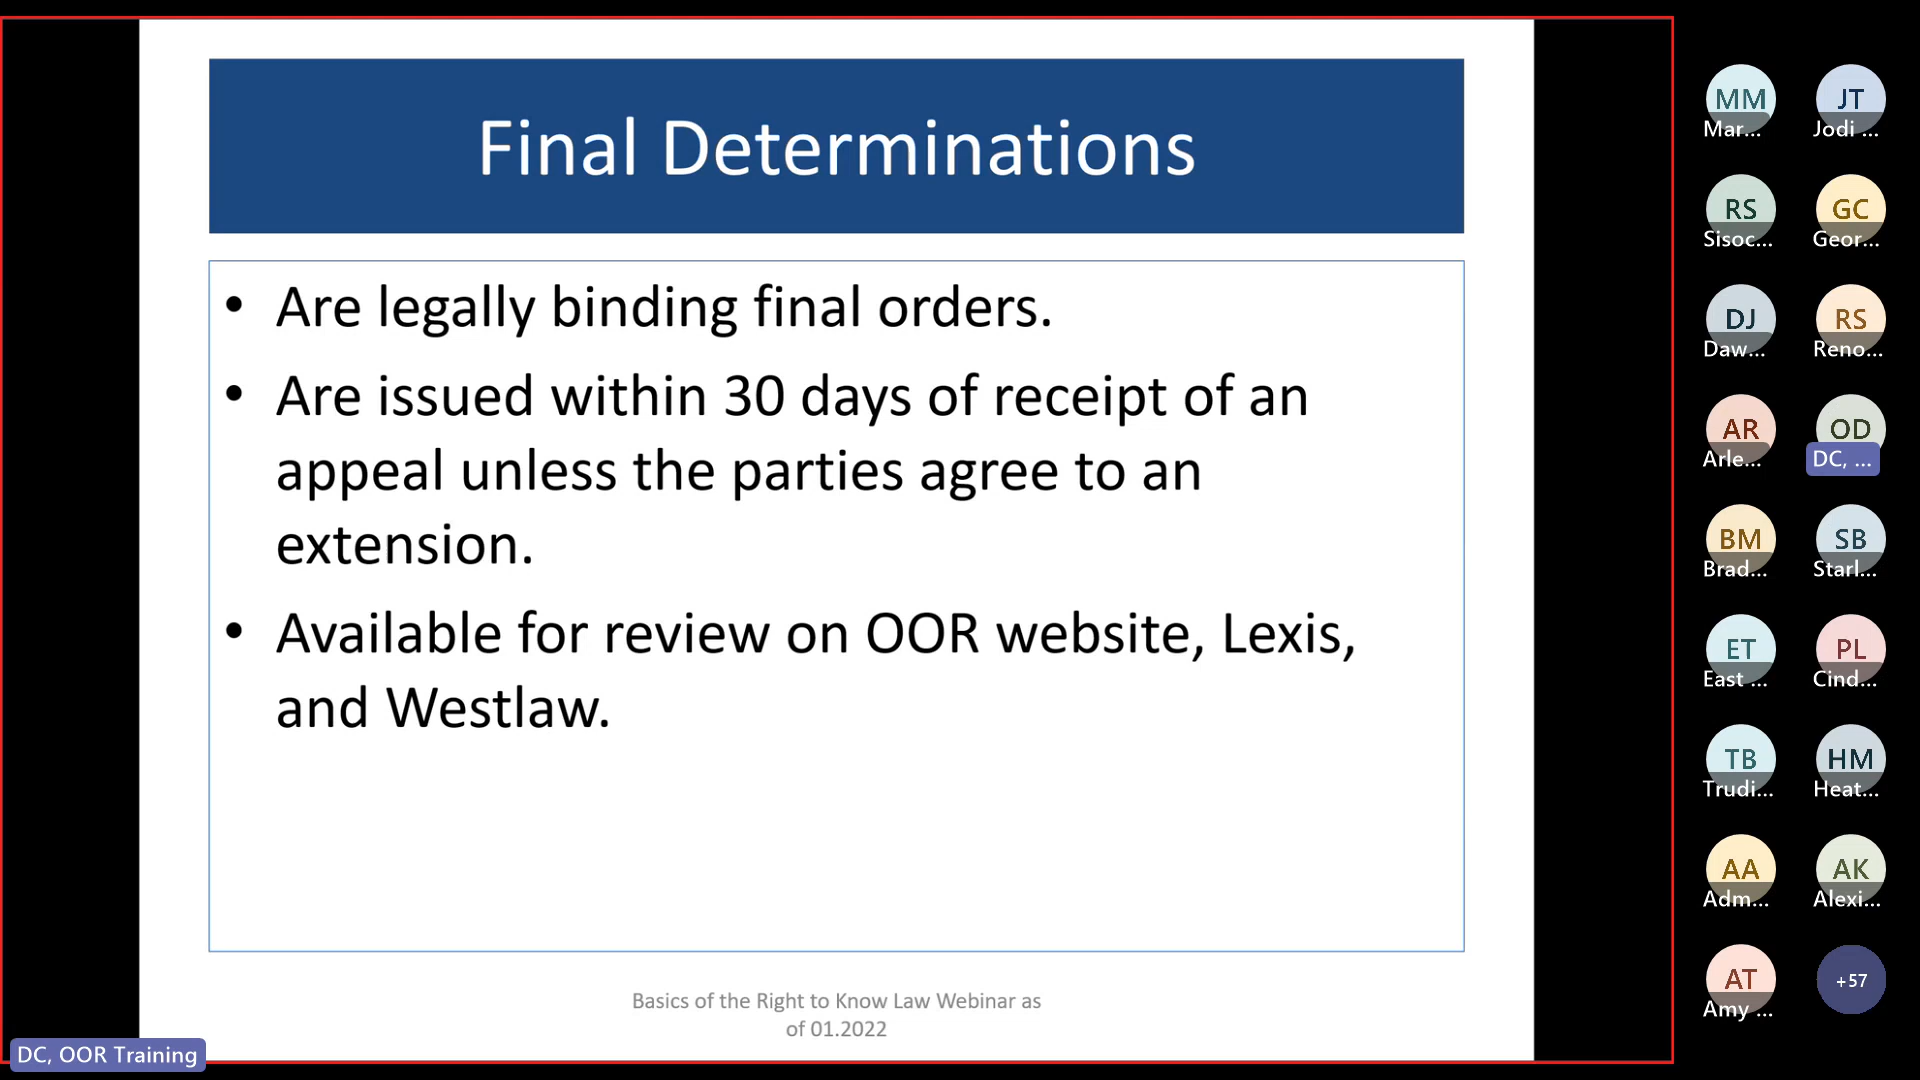 Final Determinations
• Are legally binding final orders.
• Are issued within 30 days of receipt of an
appeal unless the parties agree to an
extension.
• Available for review on OOR website, Lexis,
and Westlaw.
Basics of the Right to Know Law Webinar as
of 01.2022
DC, OOR Training
MM JT
Mar... Jodi ...
RS GC
Sisoc... Geor...
DJ RS
Daw... Reno...
AR OD
Arle... DC, ...
BM SB
Brad... Starl...
ET PL
East ... Cind...
TB HM
Trudi... Heat...
AA AK
Adm... Alexi...
AT +57
Amy ...